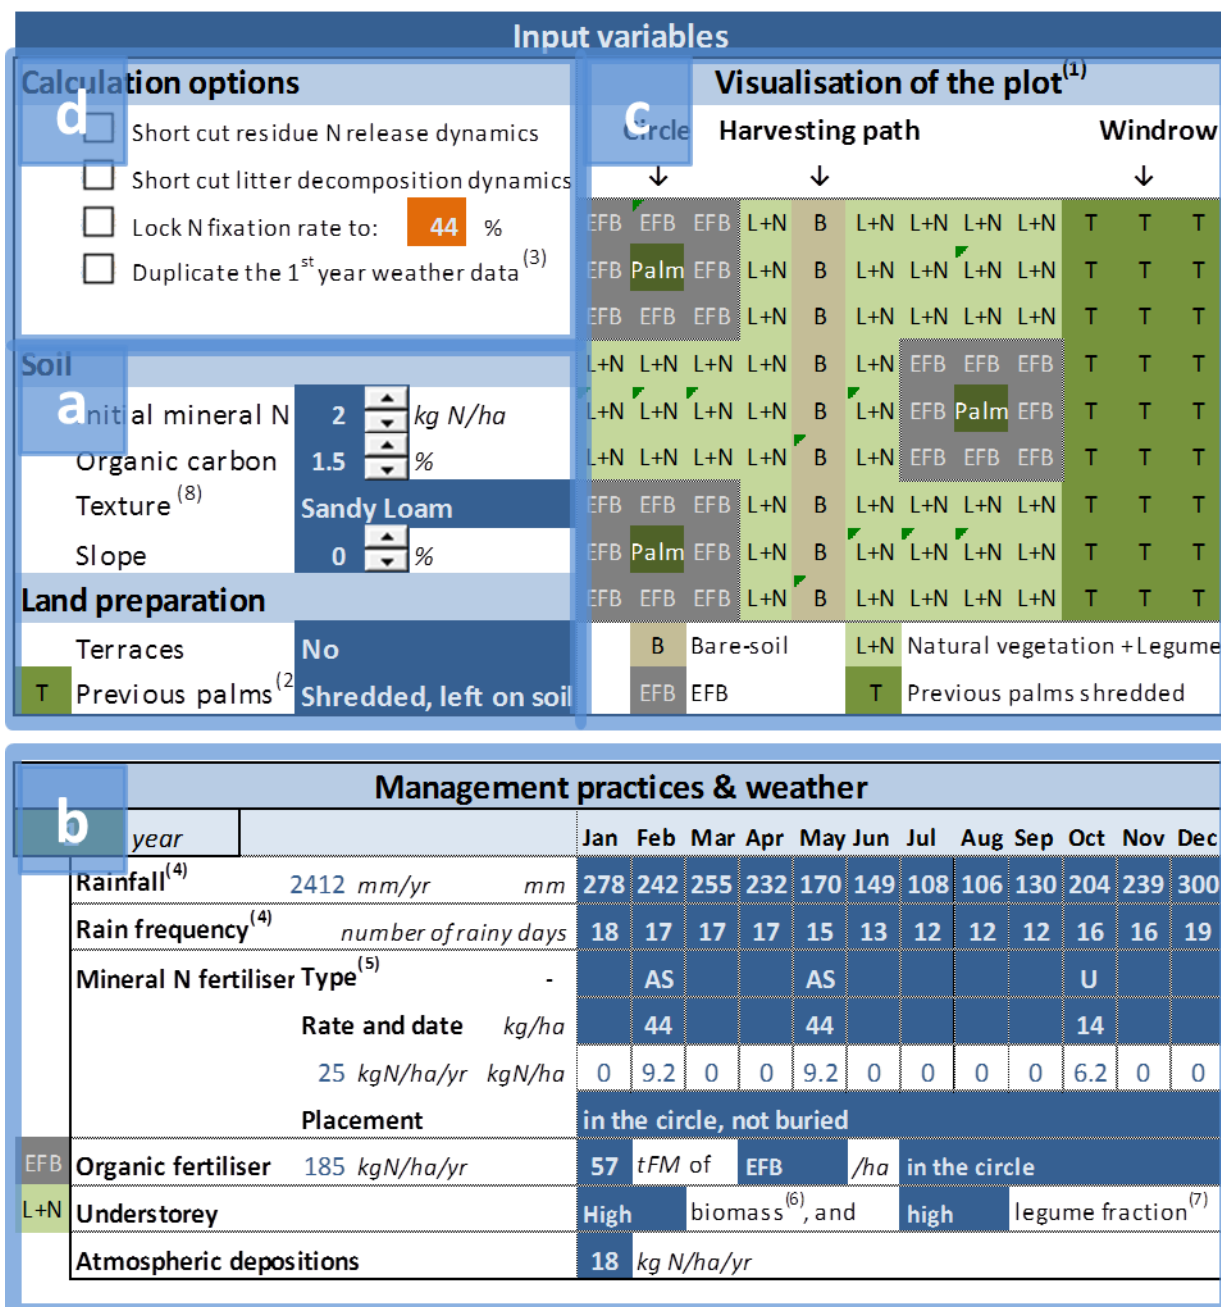 Input variables
Calculation options
d
Short cut residue N release dynamics
Short cut litter decomposition dynamics
Lock N fixation rate to: 44 %
Duplicate the 1st year weather data (3)
Soil
a
Initial mineral N 2 kg N/ha
Organic carbon 1.5 %
Texture (8) Sandy Loam
Slope 0 %
Land preparation
Terraces No
T Previous palms (2 Shredded, left on soil
Visualisation of the plot(1)
c
Circle Harvesting path Windrow
↓ ↓ ↓
EFB EFB EFB L+N B L+N L+N L+N L+N T T T
EFB Palm EFB L+N B L+N L+N L+N L+N T T T
EFB EFB EFB L+N B L+N L+N L+N L+N T T T
L+N L+N L+N L+N B L+N EFB EFB EFB T T T
L+N L+N L+N L+N B L+N EFB Palm EFB T T T
L+N L+N L+N L+N B L+N EFB EFB EFB T T T
EFB EFB EFB L+N B L+N L+N L+N L+N T T T
EFB Palm EFB L+N B L+N L+N L+N L+N T T T
EFB EFB EFB L+N B L+N L+N L+N L+N T T T
B Bare-soil L+N Natural vegetation +Legume
EFB EFB T Previous palms shredded
Management practices & weather
b
year Jan Feb Mar Apr May Jun Jul Aug Sep Oct Nov Dec
Rainfall(4) 2412 mm/yr mm 278 242 255 232 170 149 108 106 130 204 239 300
Rain frequency(4) number of rainy days 18 17 17 17 15 13 12 12 12 16 16 19
Mineral N fertiliser Type(5) - AS AS U
Rate and date kg/ha 44 44 14
25 kgN/ha/yr kgN/ha 0 9.2 0 0 9.2 0 0 0 0 6.2 0 0
Placement in the circle, not buried
EFB Organic fertiliser 185 kgN/ha/yr 57 tFM of EFB /ha in the circle
L+N Understorey High biomass(6), and high legume fraction(7)
Atmospheric depositions 18 kg N/ha/yr